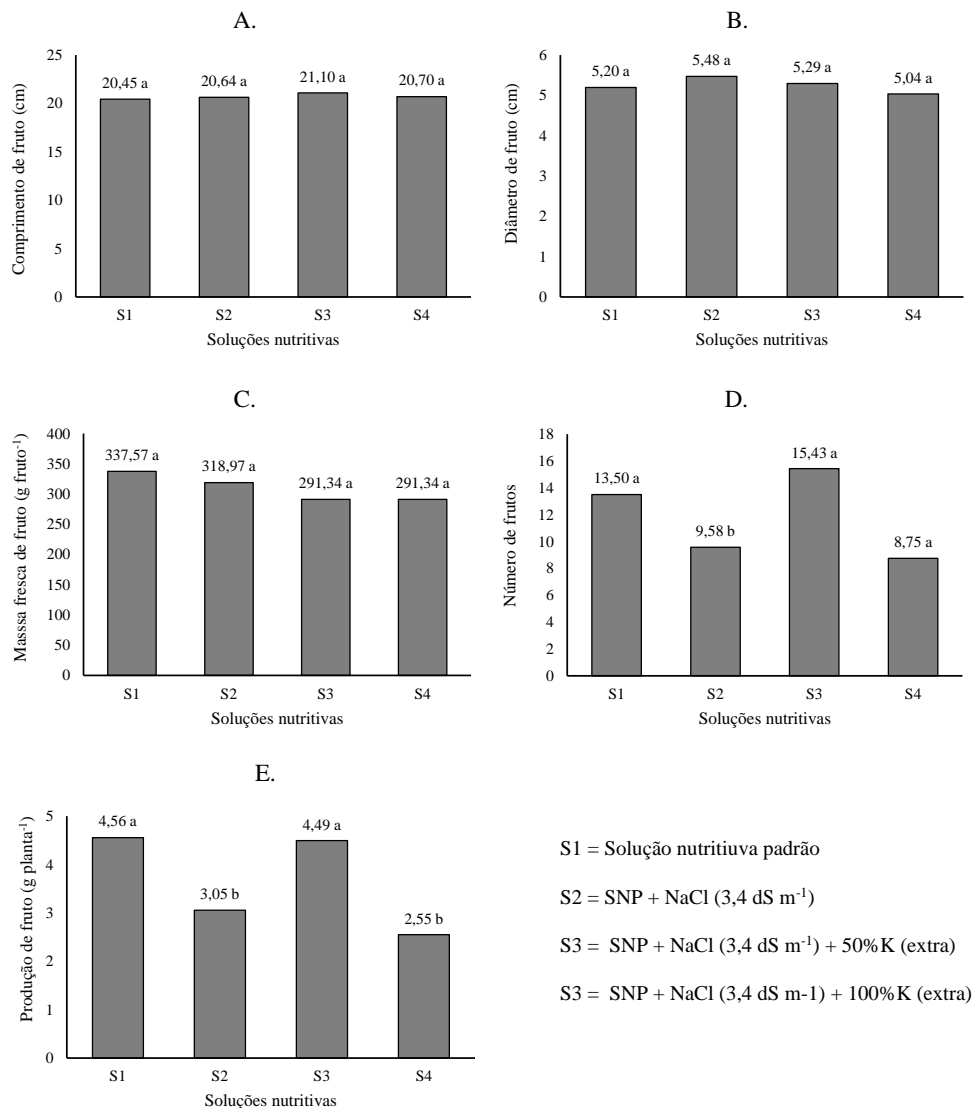 A.
Comprimento de fruto (cm)
25
20
15
10
5
0
20,45 a
20,64 a
21,10 a
20,70 a
S1 S2 S3 S4
Soluções nutritivas
B.
Diâmetro de fruto (cm)
6
5
4
3
2
1
0
5,20 a
5,48 a
5,29 a
5,04 a
S1 S2 S3 S4
Soluções nutritivas
C.
Masssa fresca de fruto (g fruto⁻¹)
400
350
300
250
200
150
100
50
0
337,57 a
318,97 a
291,34 a
291,34 a
S1 S2 S3 S4
Soluções nutritivas
D.
Número de frutos
18
16
14
12
10
8
6
4
2
0
13,50 a
9,58 b
15,43 a
8,75 a
S1 S2 S3 S4
Soluções nutritivas
E.
Produção de fruto (g planta⁻¹)
5
4
3
2
1
0
4,56 a
3,05 b
4,49 a
2,55 b
S1 S2 S3 S4
Soluções nutritivas
S1 = Solução nutritiuva padrão
S2 = SNP + NaCl (3,4 dS m⁻¹)
S3 = SNP + NaCl (3,4 dS m⁻¹) + 50%K (extra)
S3 = SNP + NaCl (3,4 dS m-1) + 100%K (extra)